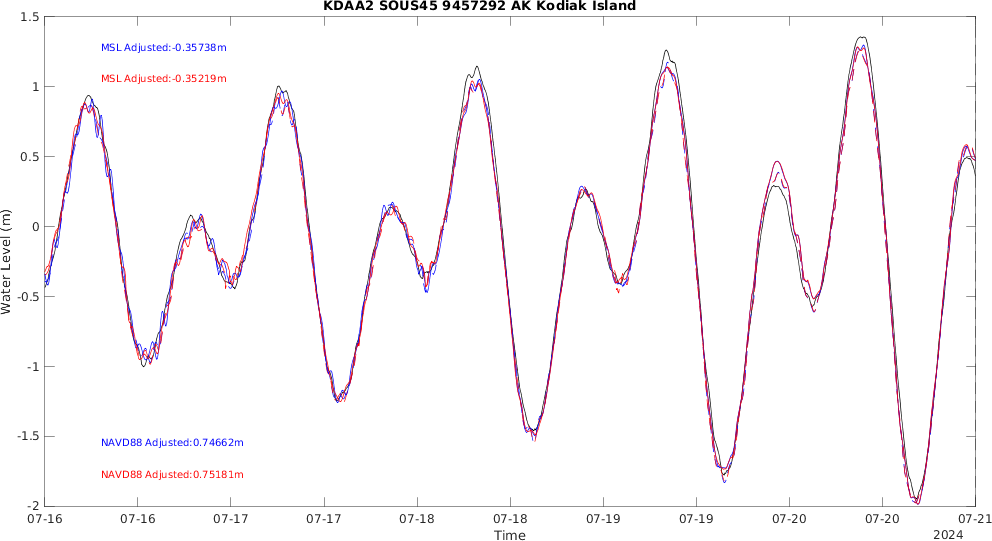 KDAA2 SOUS45 9457292 AK Kodiak Island
1.5
1
0.5
0
-0.5
-1
-1.5
-2
Water Level (m)
MSL Adjusted:-0.35738m
MSL Adjusted:-0.35219m
NAVD88 Adjusted:0.74662m
NAVD88 Adjusted:0.75181m
07-16 07-16 07-17 07-17 07-18 07-18 07-19 07-19 07-20 07-20 07-21
Time
2024